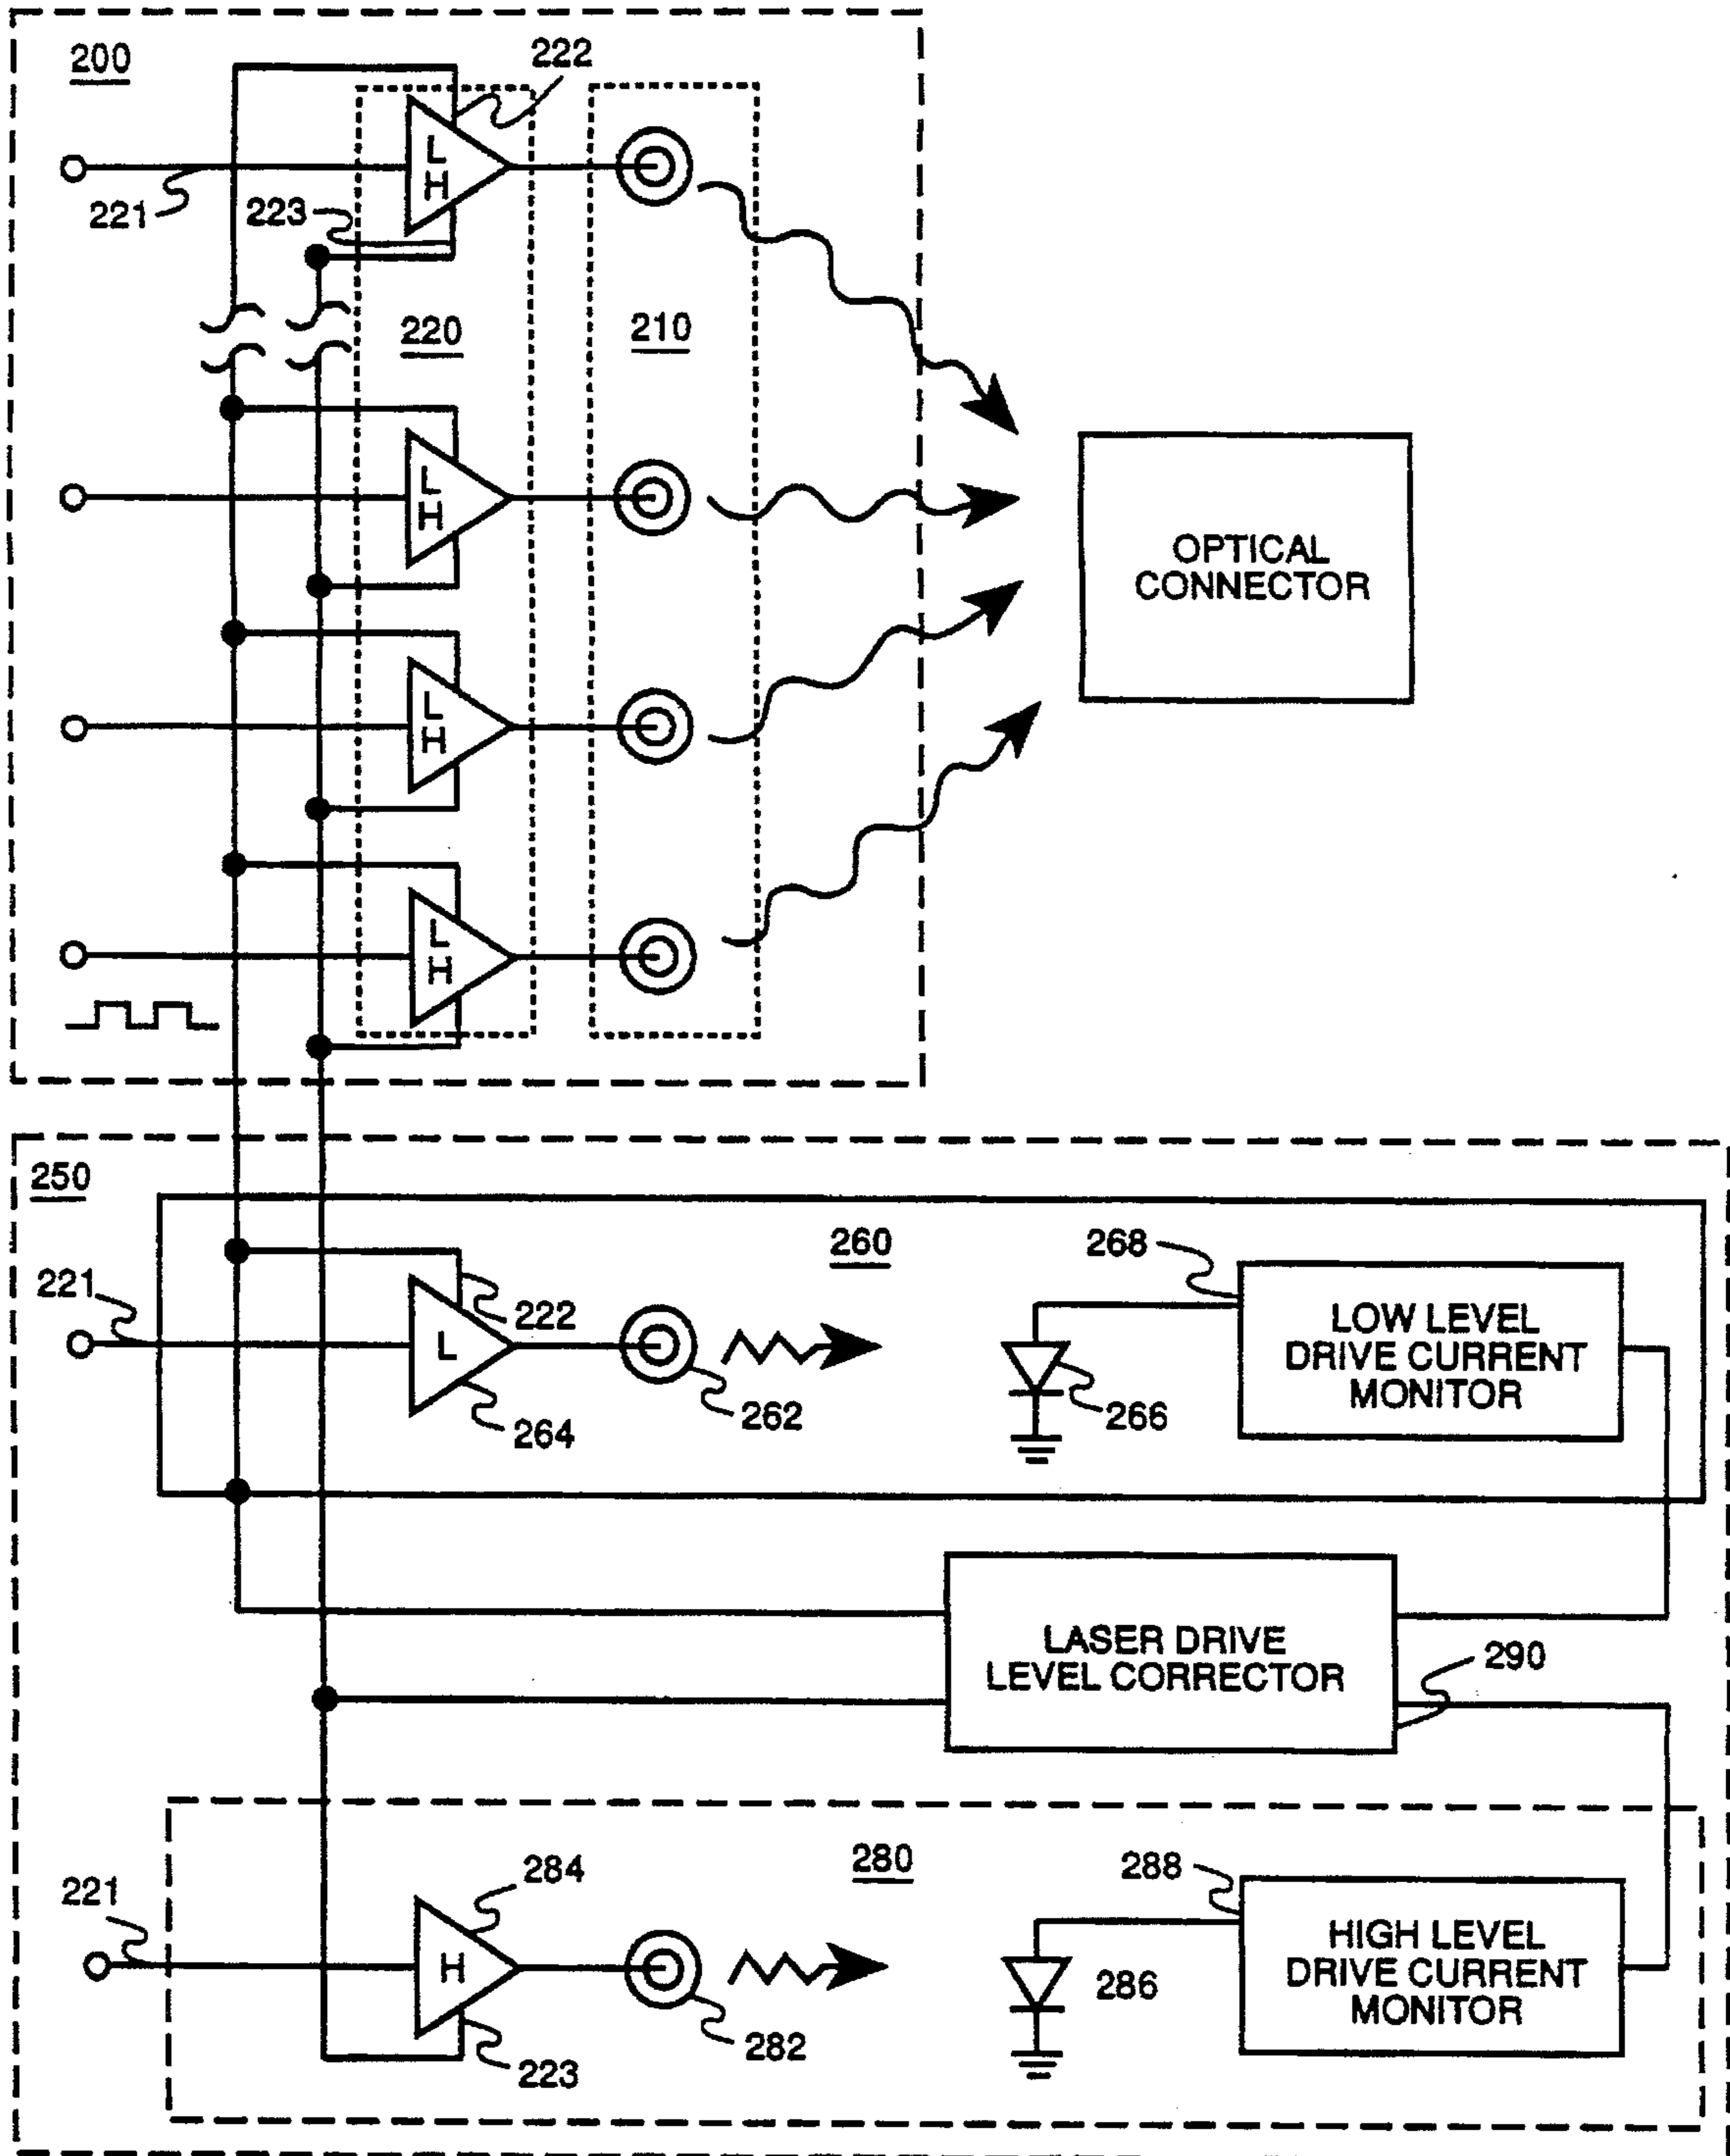 200
222
L
H
221
223
220
210
L
H
OPTICAL
CONNECTOR
L
H
L
H
250
260
268
221
222
L
LOW LEVEL
DRIVE CURRENT
MONITOR
264
262
266
LASER DRIVE
LEVEL CORRECTOR
290
280
288
284
221
H
HIGH LEVEL
DRIVE CURRENT
MONITOR
286
282
223